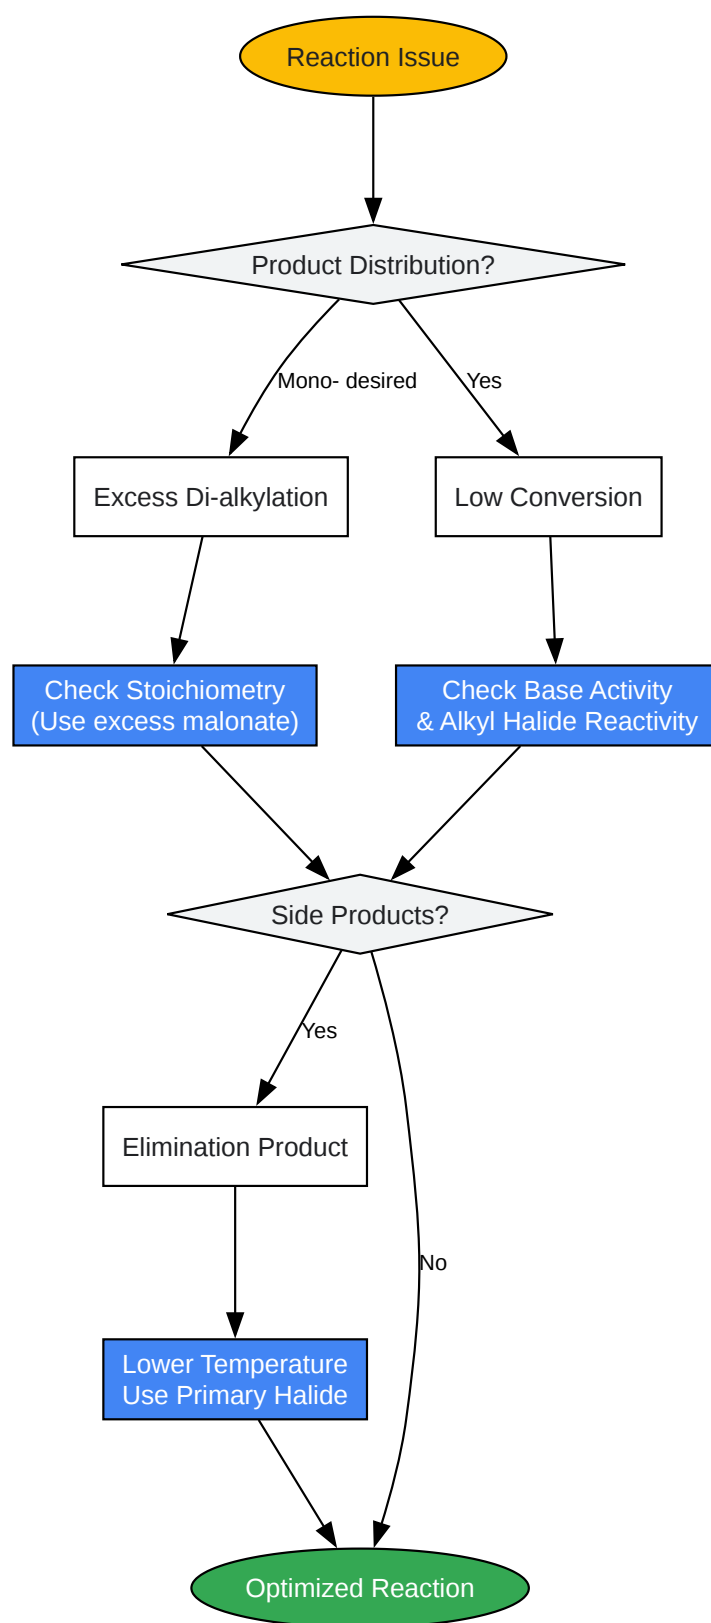 Reaction Issue
Product Distribution?
Mono- desired
Yes
Excess Di-alkylation
Low Conversion
Check Stoichiometry
(Use excess malonate)
Check Base Activity
& Alkyl Halide Reactivity
Side Products?
Yes
Elimination Product
No
Lower Temperature
Use Primary Halide
Optimized Reaction